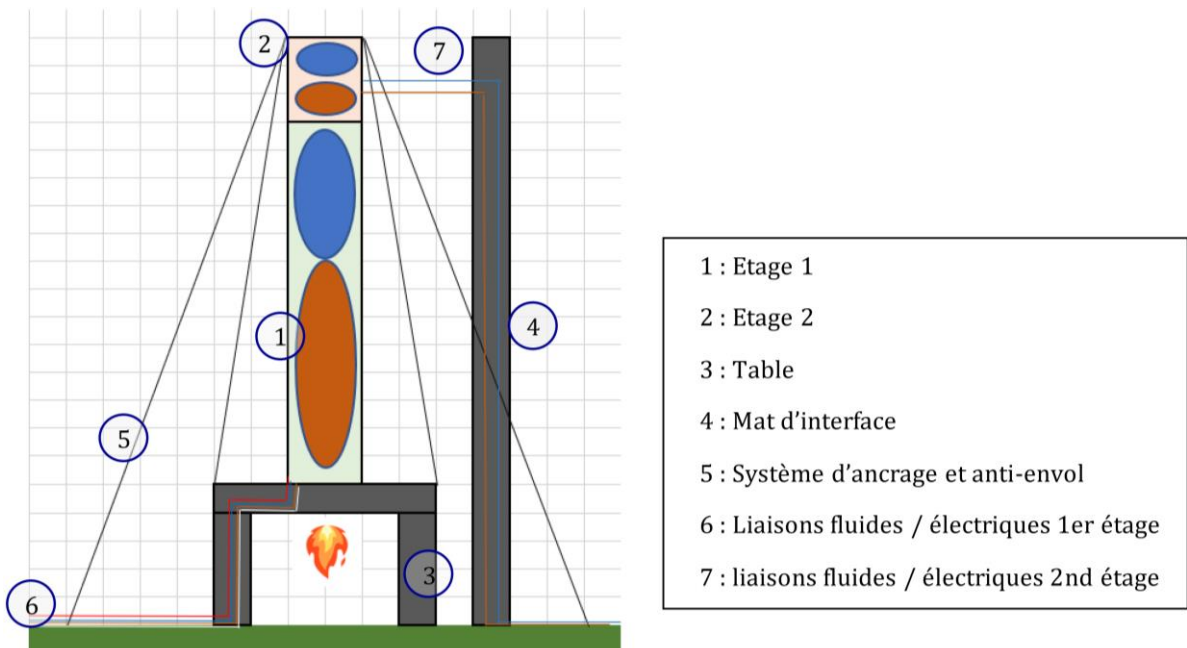 2
7
1
4
5
3
6
1 : Etage 1
2 : Etage 2
3 : Table
4 : Mat d’interface
5 : Système d’ancrage et anti-envol
6 : Liaisons fluides / électriques 1er étage
7 : liaisons fluides / électriques 2nd étage